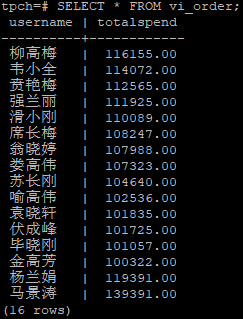 tpch=# SELECT * FROM vi_order;
username | totalspend
----------+------------
柳高梅 | 116155.00
韦小全 | 114072.00
贲艳梅 | 112565.00
强兰丽 | 111925.00
滑小刚 | 110089.00
席长梅 | 108247.00
翁晓婷 | 107988.00
娄高伟 | 107323.00
苏长刚 | 104640.00
喻高伟 | 102536.00
袁晓轩 | 101835.00
伏成峰 | 101725.00
毕晓刚 | 101057.00
金高芳 | 100322.00
杨兰娟 | 119391.00
马景涛 | 139391.00
(16 rows)